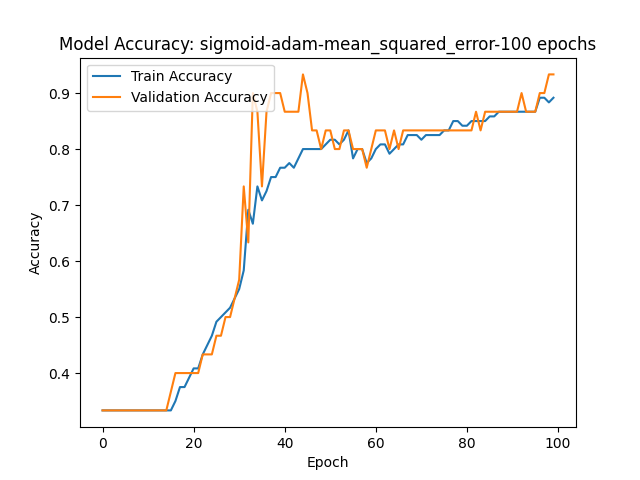 Model Accuracy: sigmoid-adam-mean_squared_error-100 epochs
Train Accuracy
Validation Accuracy
Accuracy
0.9
0.8
0.7
0.6
0.5
0.4
0 20 40 60 80 100
Epoch